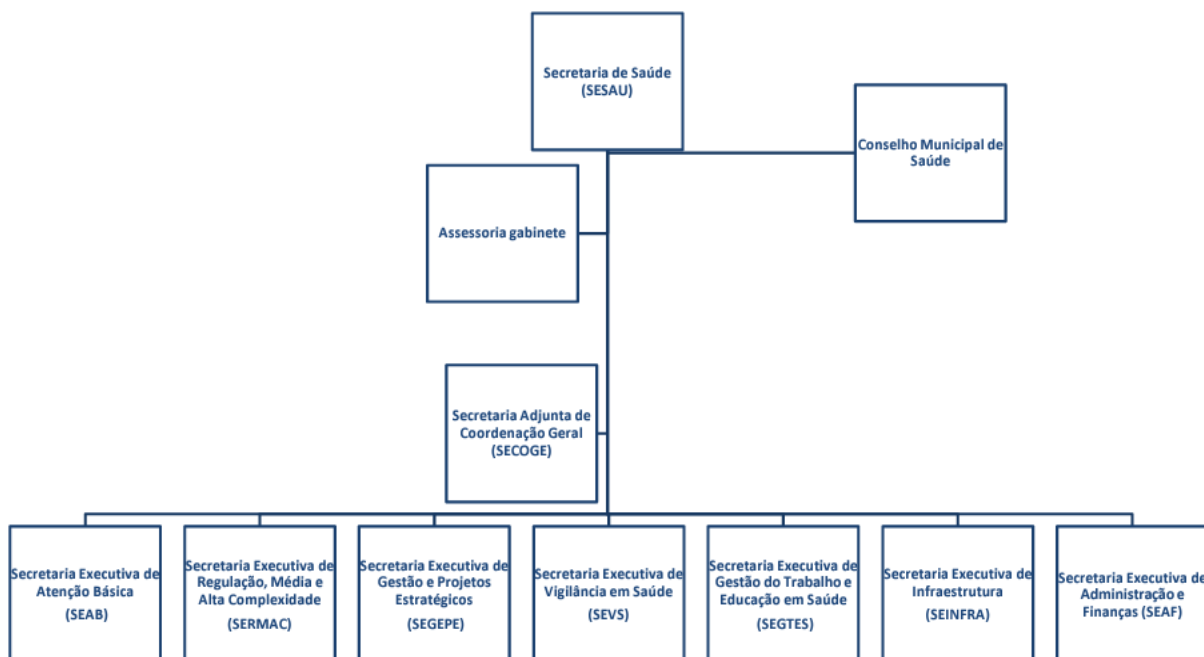 Secretaria de Saúde
(SESAU)
Conselho Municipal de
Saúde
Assessoria gabinete
Secretaria Adjunta de
Coordenação Geral
(SECOGE)
Secretaria Executiva de
Atenção Básica
(SEAB)
Secretaria Executiva de
Regulação, Média e
Alta Complexidade
(SERMAC)
Secretaria Executiva de
Gestão e Projetos
Estratégicos
(SEGEPE)
Secretaria Executiva de
Vigilância em Saúde
(SEVS)
Secretaria Executiva de
Gestão do Trabalho e
Educação em Saúde
(SEGTES)
Secretaria Executiva de
Infraestrutura
(SEINFRA)
Secretaria Executiva de
Administração e
Finanças (SEAF)